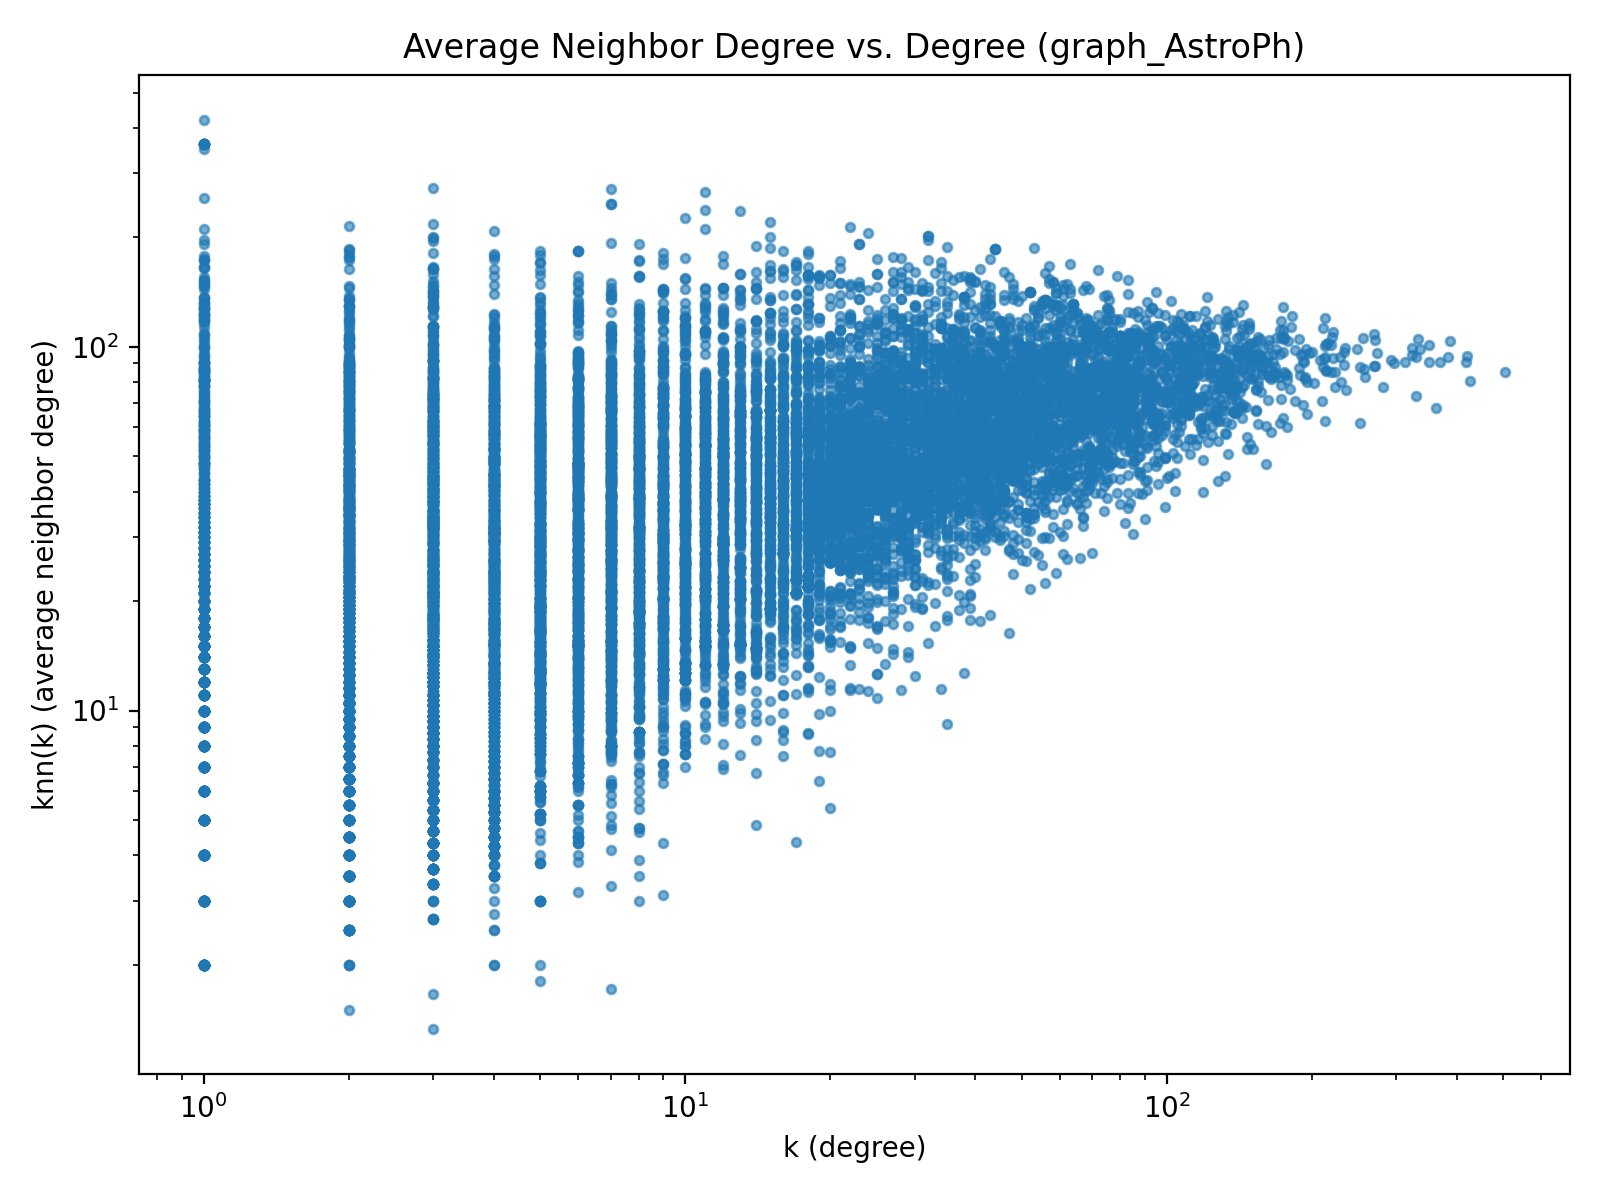 Average Neighbor Degree vs. Degree (graph_AstroPh)
knn(k) (average neighbor degree)
10²
10¹
10⁰
10¹
10²
k (degree)